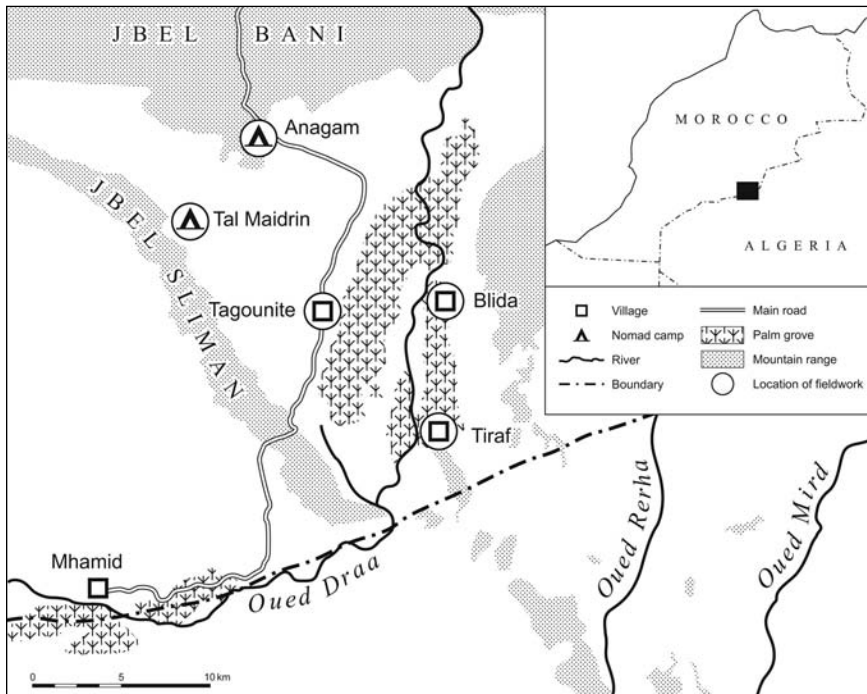 JBEL BANI
Anagam
JBEL SLIMAN
Tal Maidrin
Tagounite
Blida
Tiraf
Mhamid
Oued Draa
Oued Rerha
Oued Mird
0 5 10 km
MOROCCO
ALGERIA
Village
Nomad camp
River
Boundary
Main road
Palm grove
Mountain range
Location of fieldwork